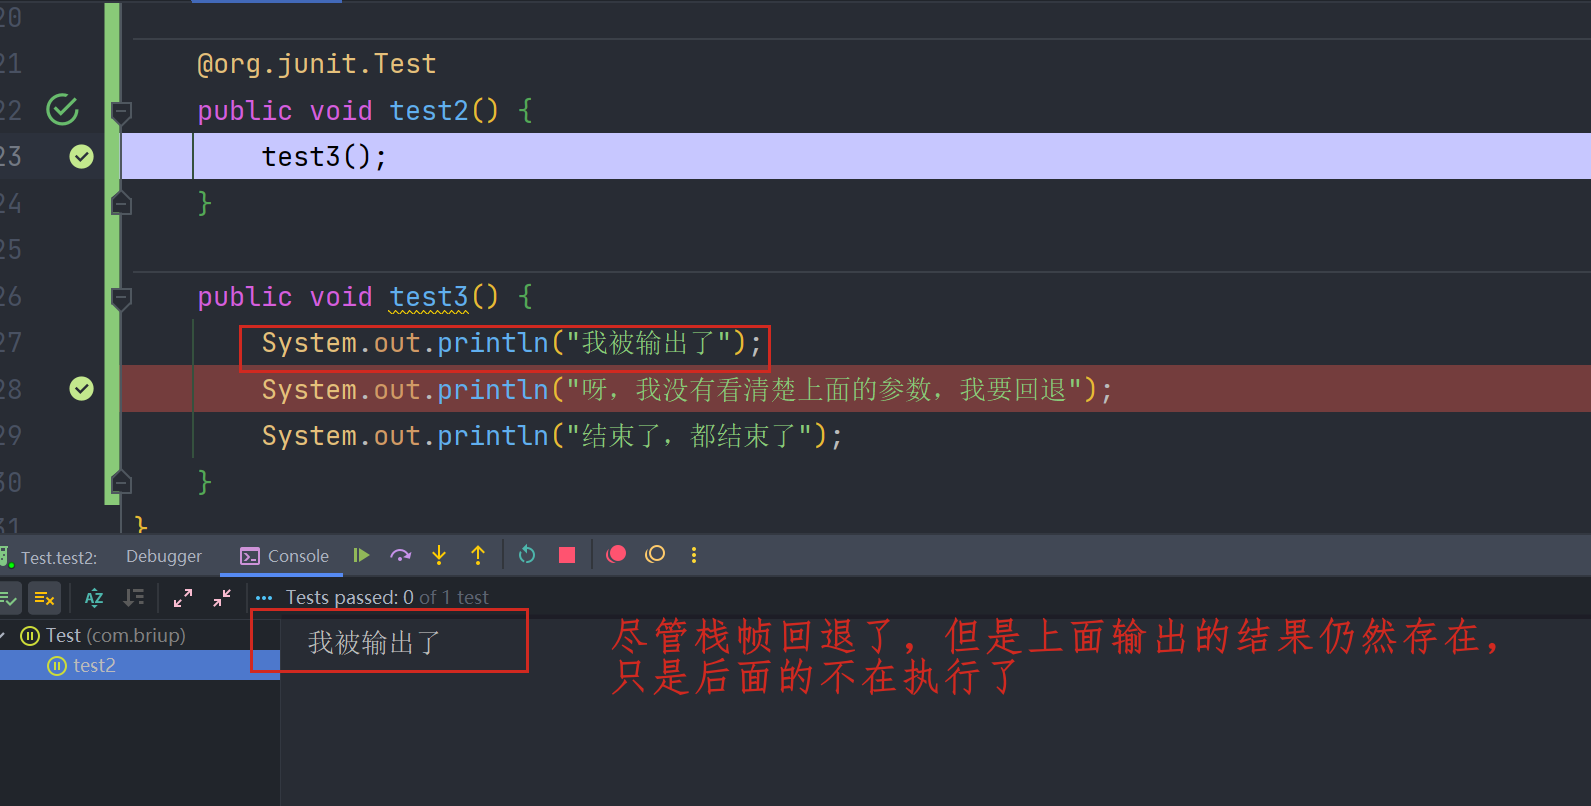 20
21 @org.junit.Test
22 public void test2() {
23 test3();
24 }
25
26 public void test3() {
27 System.out.println("我被输出了");
28 System.out.println("呀，我没有看清楚上面的参数，我要回退");
29 System.out.println("结束了，都结束了");
30 }
31 }
Test.test2: Debugger Console
AZ Tests passed: 0 of 1 test
Test (com.briup)
test2
我被输出了
尽管栈帧回退了，但是上面输出的结果仍然存在，
只是后面的不在执行了